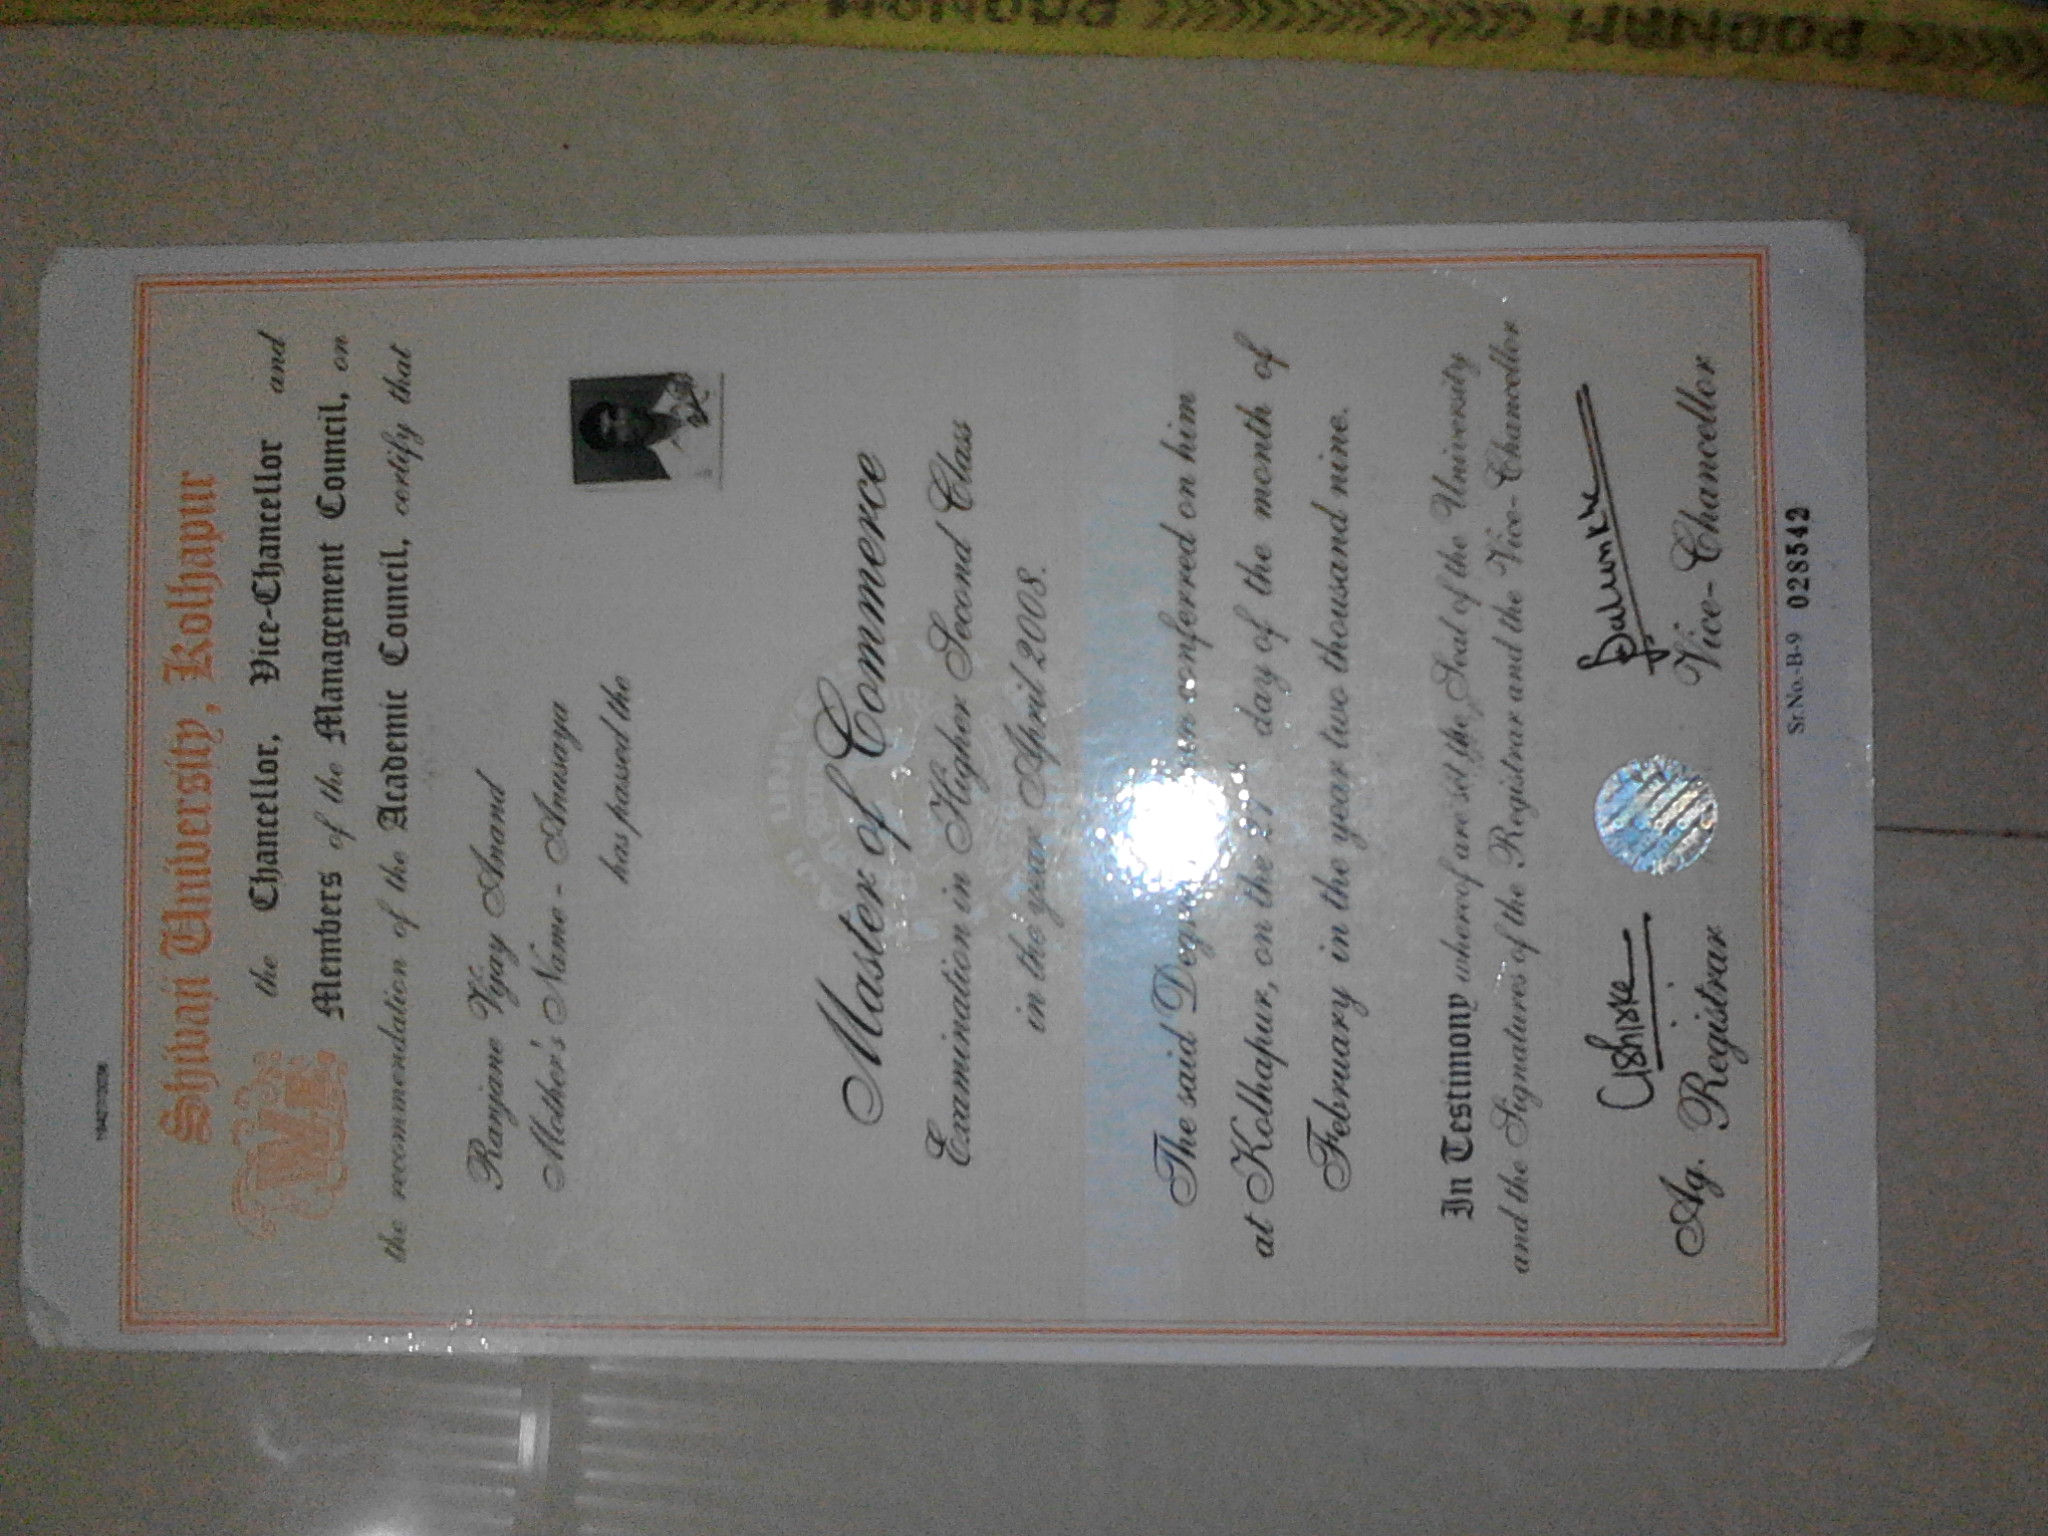 Shivaji University, Kolhapur
the Chancellor, Vice-Chancellor and
Members of the Management Council, on
the recommendation of the Academic Council, certify that
Ranjane Vijay Anand
Mother's Name - Anusaya
has passed the
Master of Commerce
Examination in Higher Second Class
in the year April 2008.
The said conferred on him
at Kolhapur, on the day of the month of
February in the year two thousand nine.
In Testimony whereof are set the Seal of the University
and the Signatures of the Registrar and the Vice-Chancellor
Ag. Registrar
Vice-Chancellor
Sr.No.-B-9 028542
POONAM
POONAM